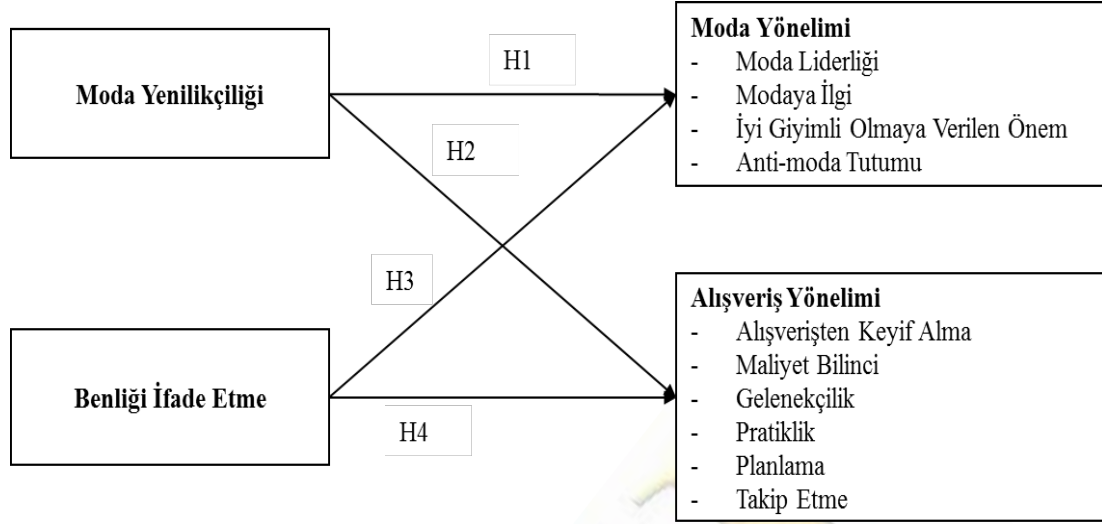 Moda Yenilikçiliği
H1
H2
Moda Yönelimi
- Moda Liderliği
- Modaya İlgi
- İyi Giyimli Olmaya Verilen Önem
- Anti-moda Tutumu
Benliği İfade Etme
H3
H4
Alışveriş Yönelimi
- Alışverişten Keyif Alma
- Maliyet Bilinci
- Gelenekçilik
- Pratiklik
- Planlama
- Takip Etme